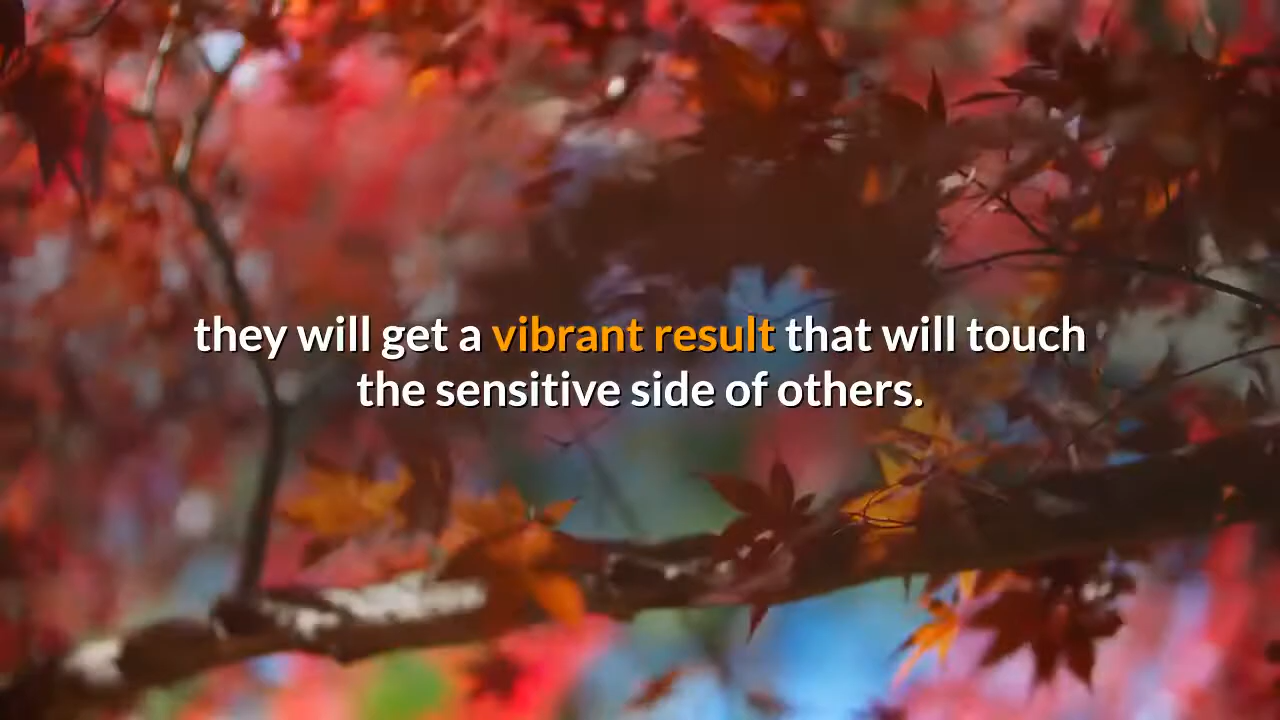 they will get a vibrant result that will touch
the sensitive side of others.